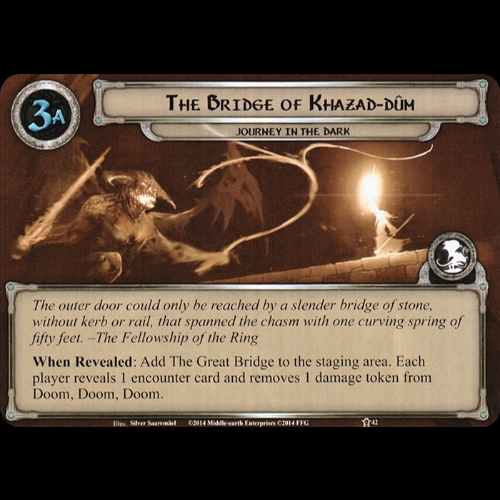 3A
THE BRIDGE OF KHAZAD-DÛM
JOURNEY IN THE DARK
The outer door could only be reached by a slender bridge of stone,
without kerb or rail, that spanned the chasm with one curving spring of
fifty feet. –The Fellowship of the Ring
When Revealed: Add The Great Bridge to the staging area. Each
player reveals 1 encounter card and removes 1 damage token from
Doom, Doom, Doom.
Illus. Silver Saaremäel ©2014 Middle-earth Enterprises ©2014 FFG 42